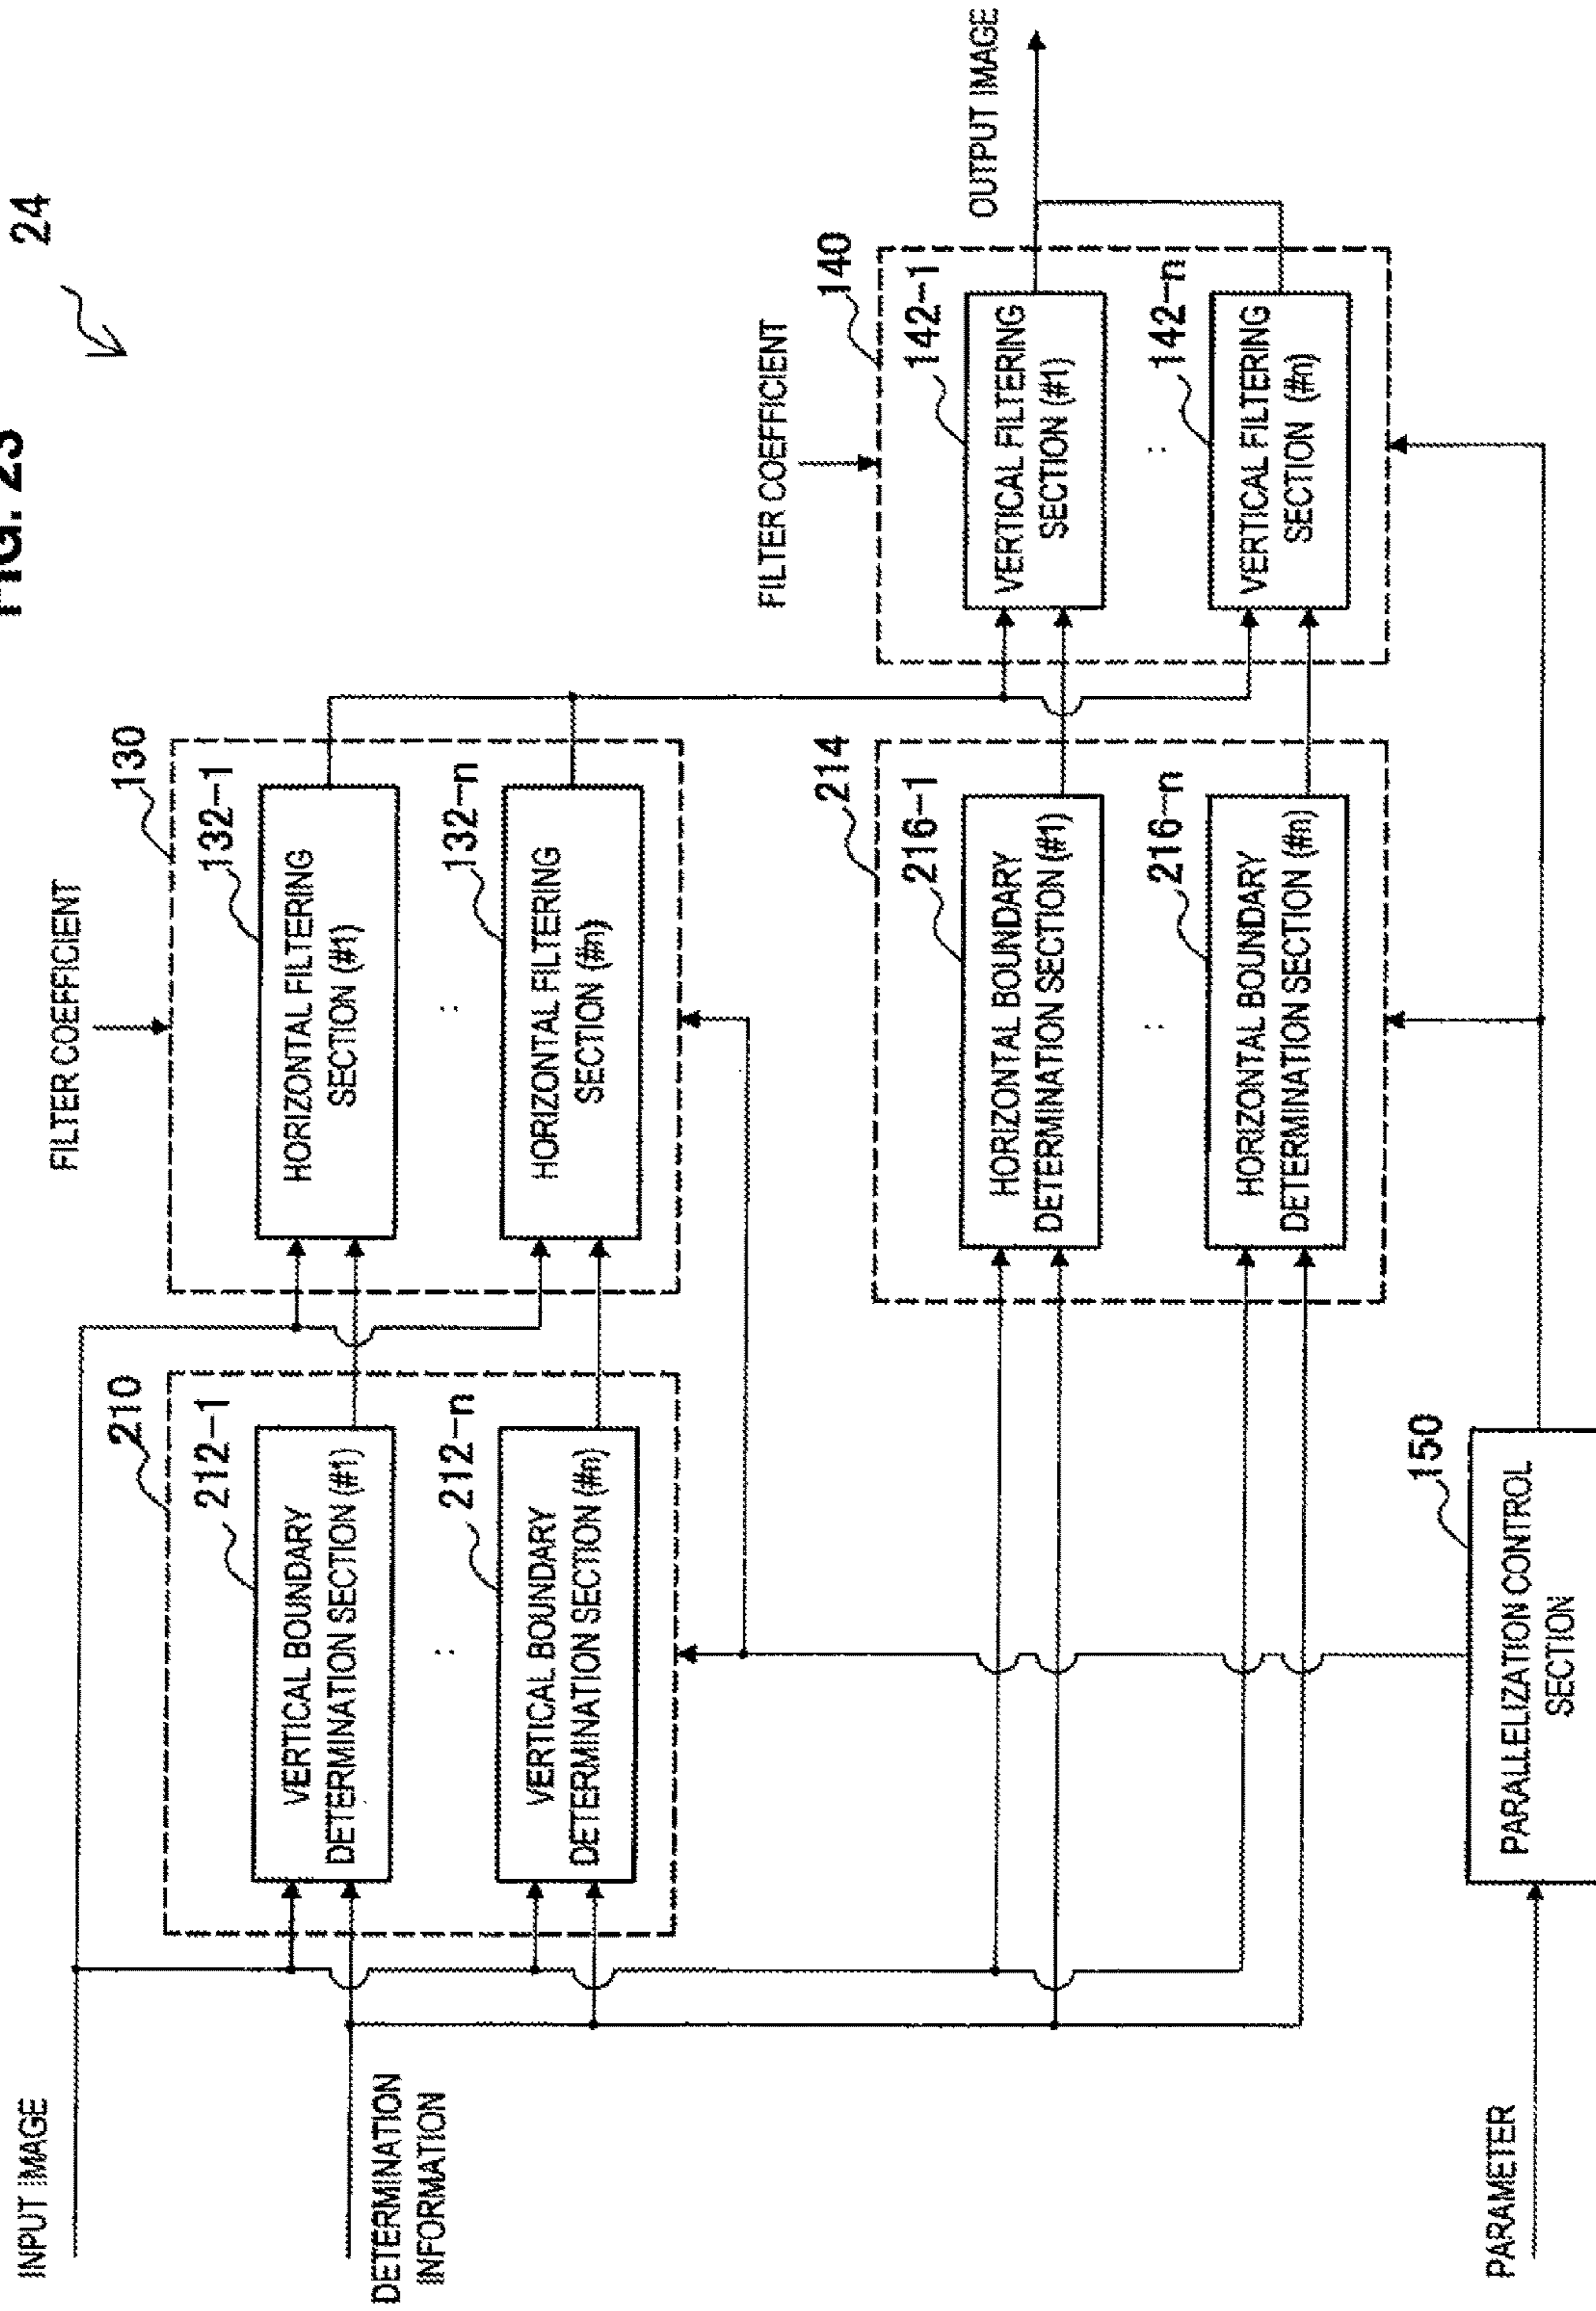 FIG. 23
24
INPUT IMAGE
DETERMINATION
INFORMATION
210
212-1
VERTICAL BOUNDARY
DETERMINATION SECTION (#1)
:
212-n
VERTICAL BOUNDARY
DETERMINATION SECTION (#n)
FILTER COEFFICIENT
130
132-1
HORIZONTAL FILTERING
SECTION (#1)
:
132-n
HORIZONTAL FILTERING
SECTION (#n)
214
216-1
HORIZONTAL BOUNDARY
DETERMINATION SECTION (#1)
:
216-n
HORIZONTAL BOUNDARY
DETERMINATION SECTION (#n)
FILTER COEFFICIENT
140
142-1
VERTICAL FILTERING
SECTION (#1)
:
142-n
VERTICAL FILTERING
SECTION (#n)
OUTPUT IMAGE
PARAMETER
150
PARALLELIZATION CONTROL
SECTION